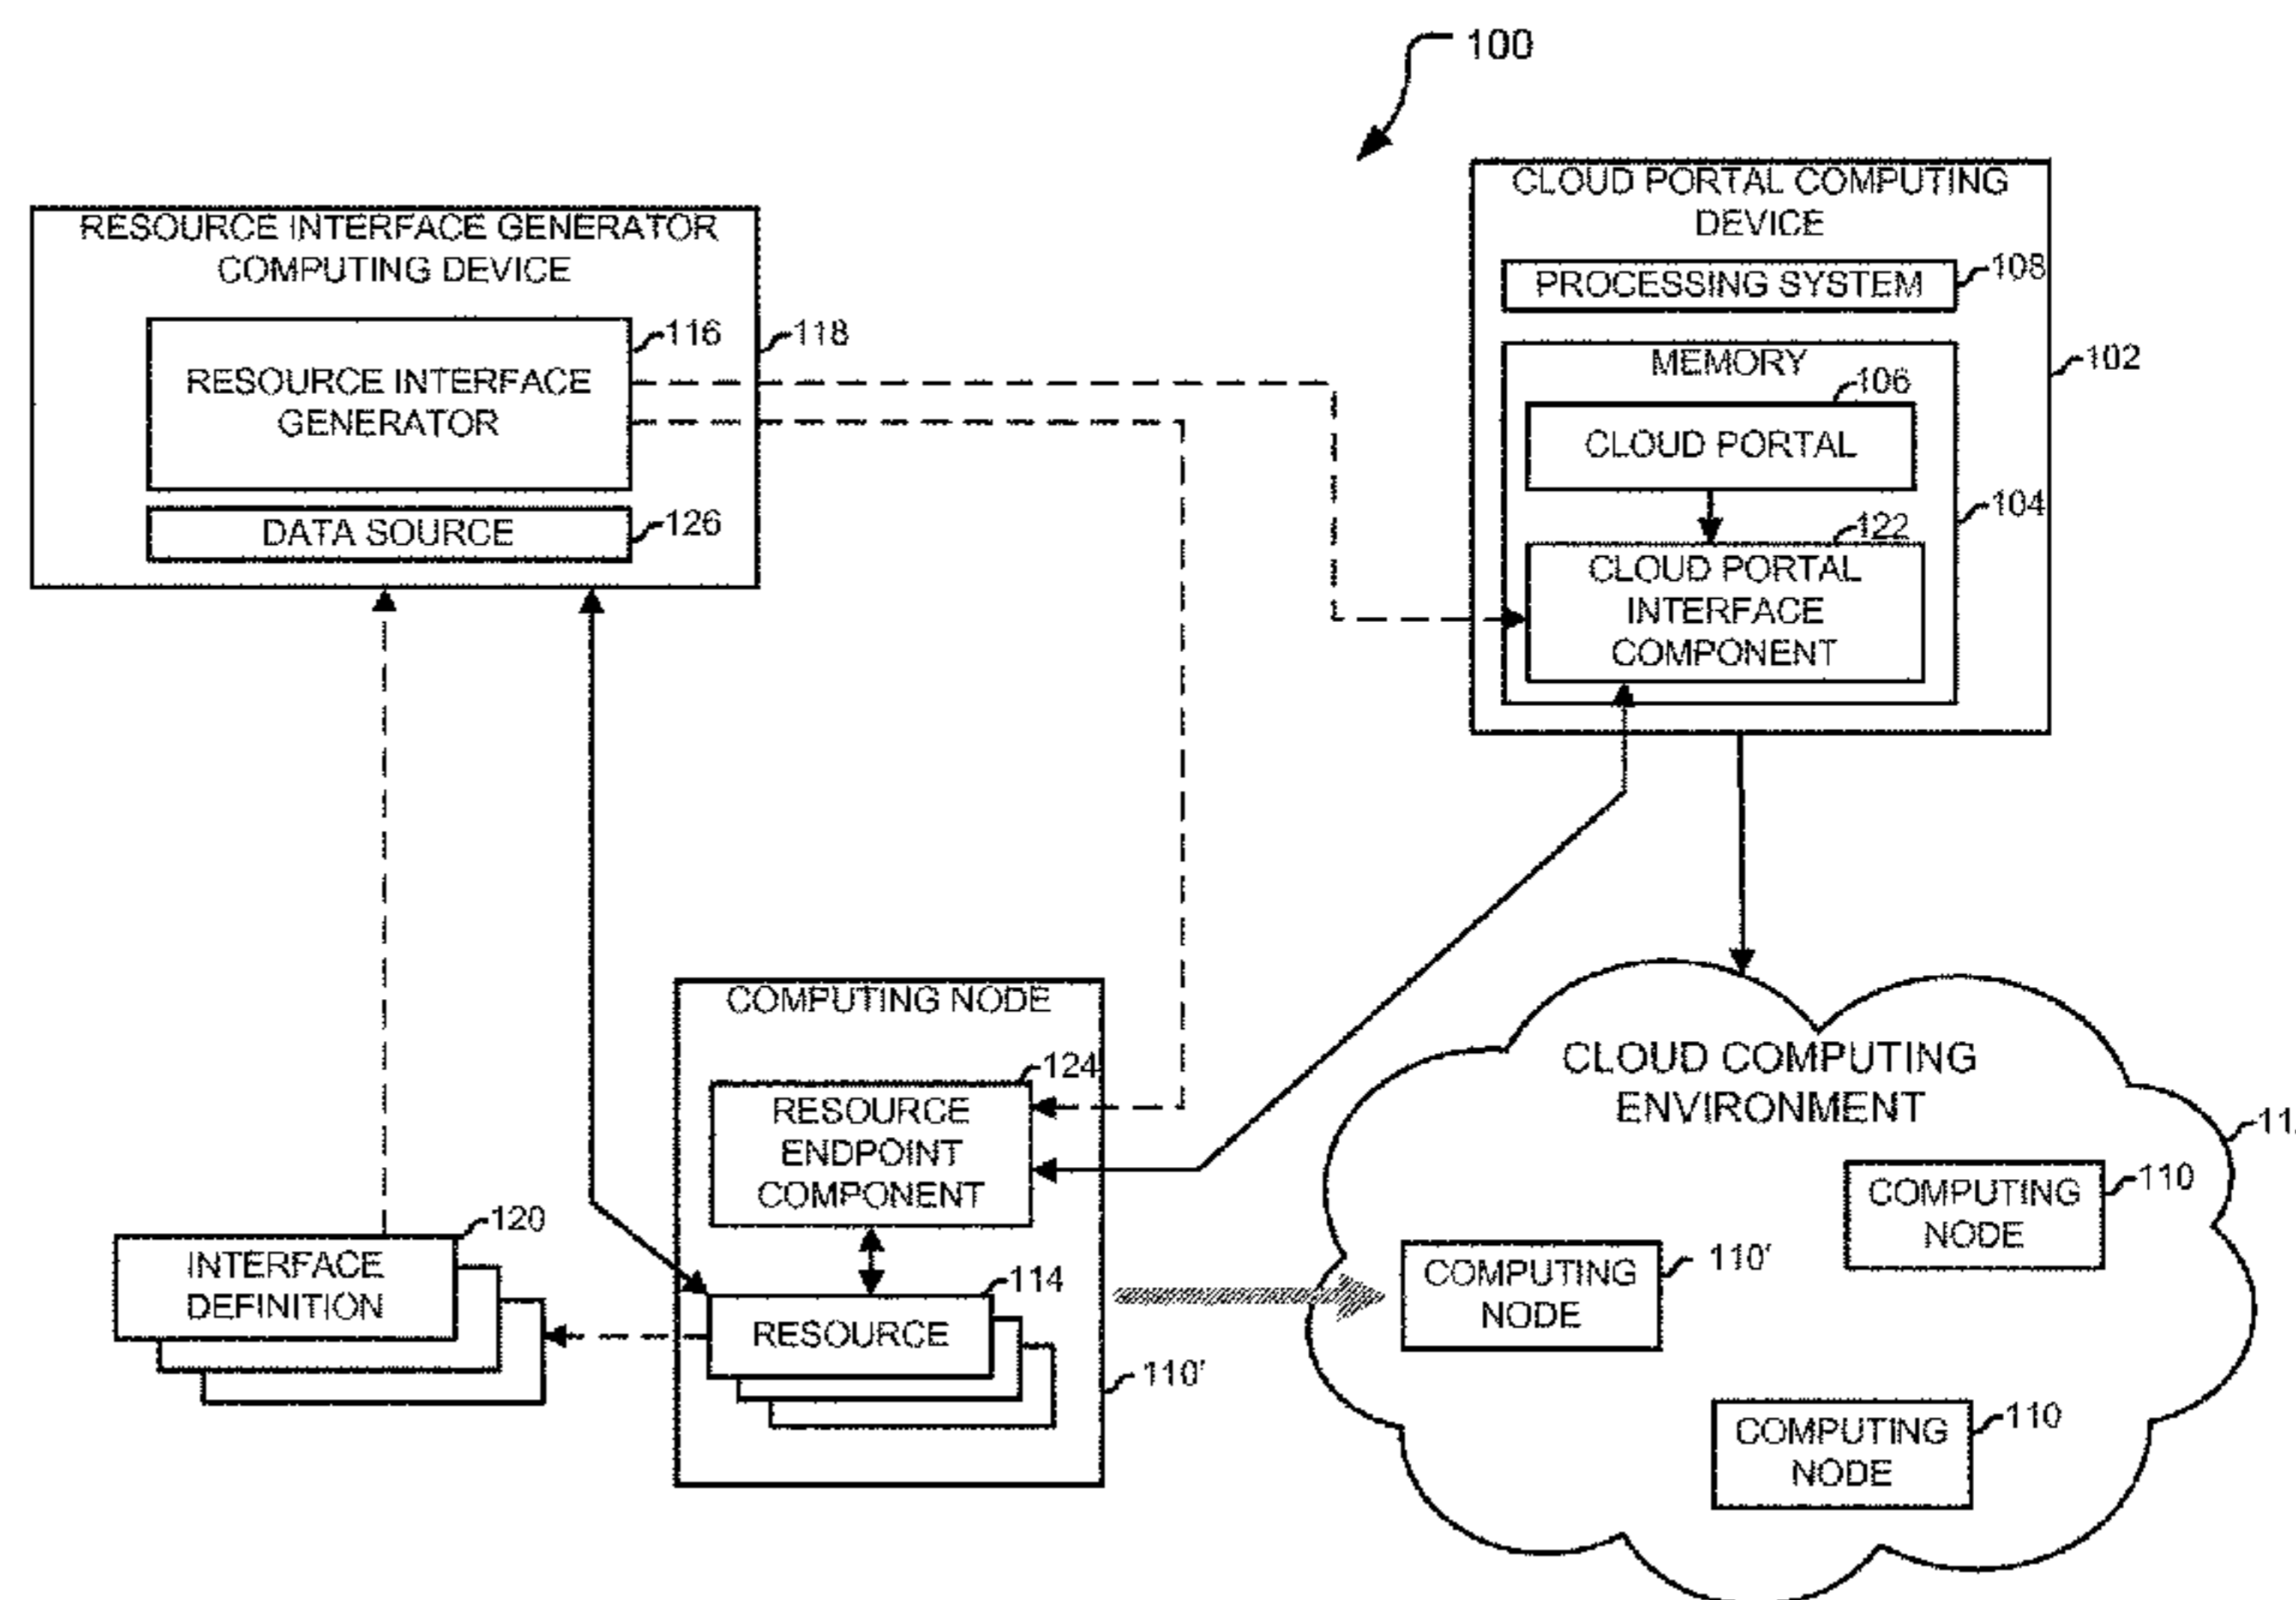 100
RESOURCE INTERFACE GENERATOR
COMPUTING DEVICE
116
118
RESOURCE INTERFACE
GENERATOR
DATA SOURCE
126
CLOUD PORTAL COMPUTING
DEVICE
PROCESSING SYSTEM
108
102
MEMORY
106
CLOUD PORTAL
104
122
CLOUD PORTAL
INTERFACE
COMPONENT
COMPUTING NODE
124
RESOURCE
ENDPOINT
COMPONENT
114
RESOURCE
110'
120
INTERFACE
DEFINITION
CLOUD COMPUTING
ENVIRONMENT
COMPUTING
NODE
110
COMPUTING
NODE
110'
COMPUTING
NODE
110